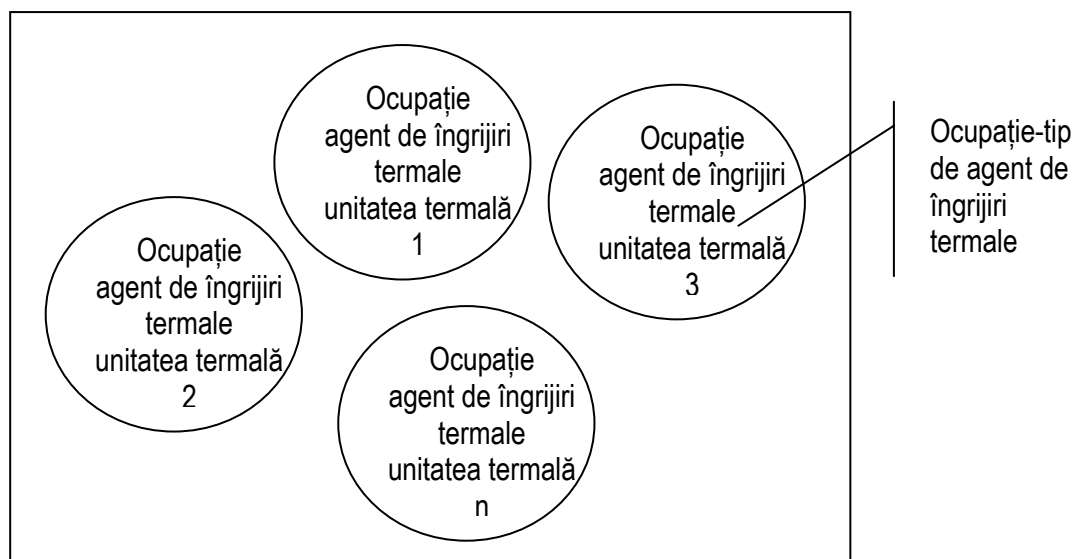 Ocupație
agent de îngrijiri
termale
unitatea termală
1
Ocupație
agent de îngrijiri
termale
unitatea termală
3
Ocupație-tip
de agent de
îngrijiri
termale
Ocupație
agent de îngrijiri
termale
unitatea termală
2
Ocupație
agent de îngrijiri
termale
unitatea termală
n